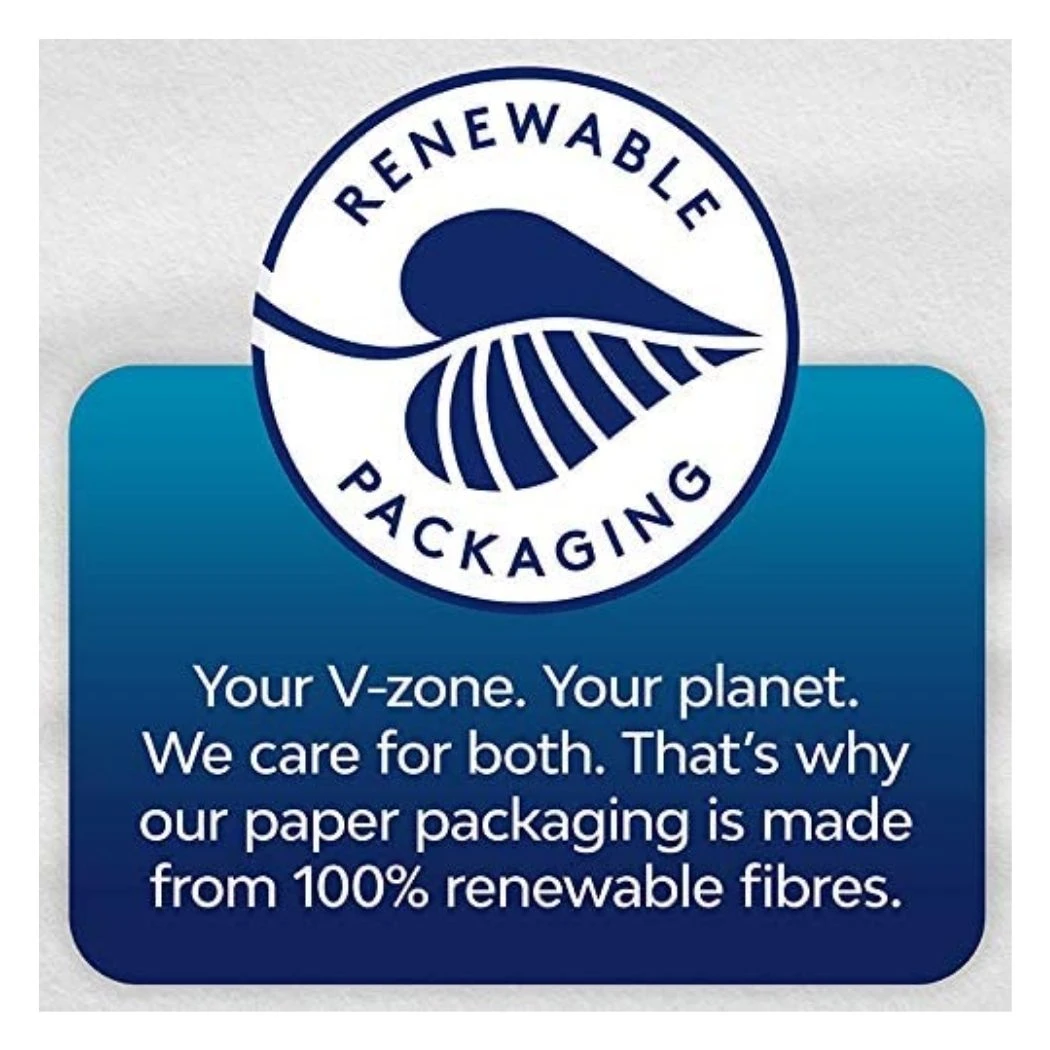 RENEWABLE
PACKAGING
Your V-zone. Your planet.
We care for both. That's why
our paper packaging is made
from 100% renewable fibres.